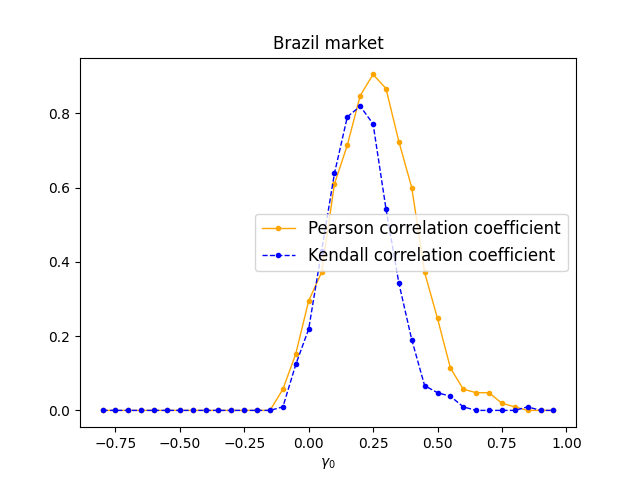 Brazil market
0.8
0.6
0.4
0.2
0.0
Pearson correlation coefficient
Kendall correlation coefficient
−0.75 −0.50 −0.25 0.00 0.25 0.50 0.75 1.00
γ₀